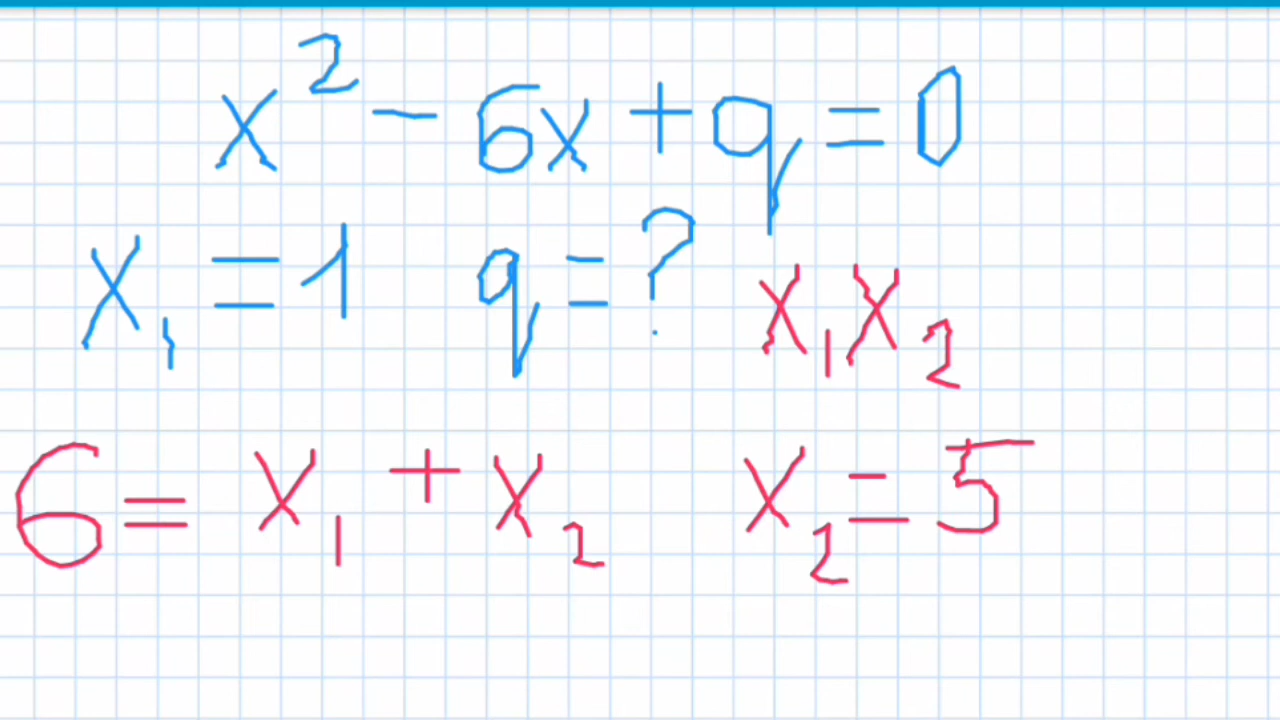 x² - 6x + q = 0
x₁ = 1 q = ? x₁x₂
6 = x₁ + x₂ x₂ = 5